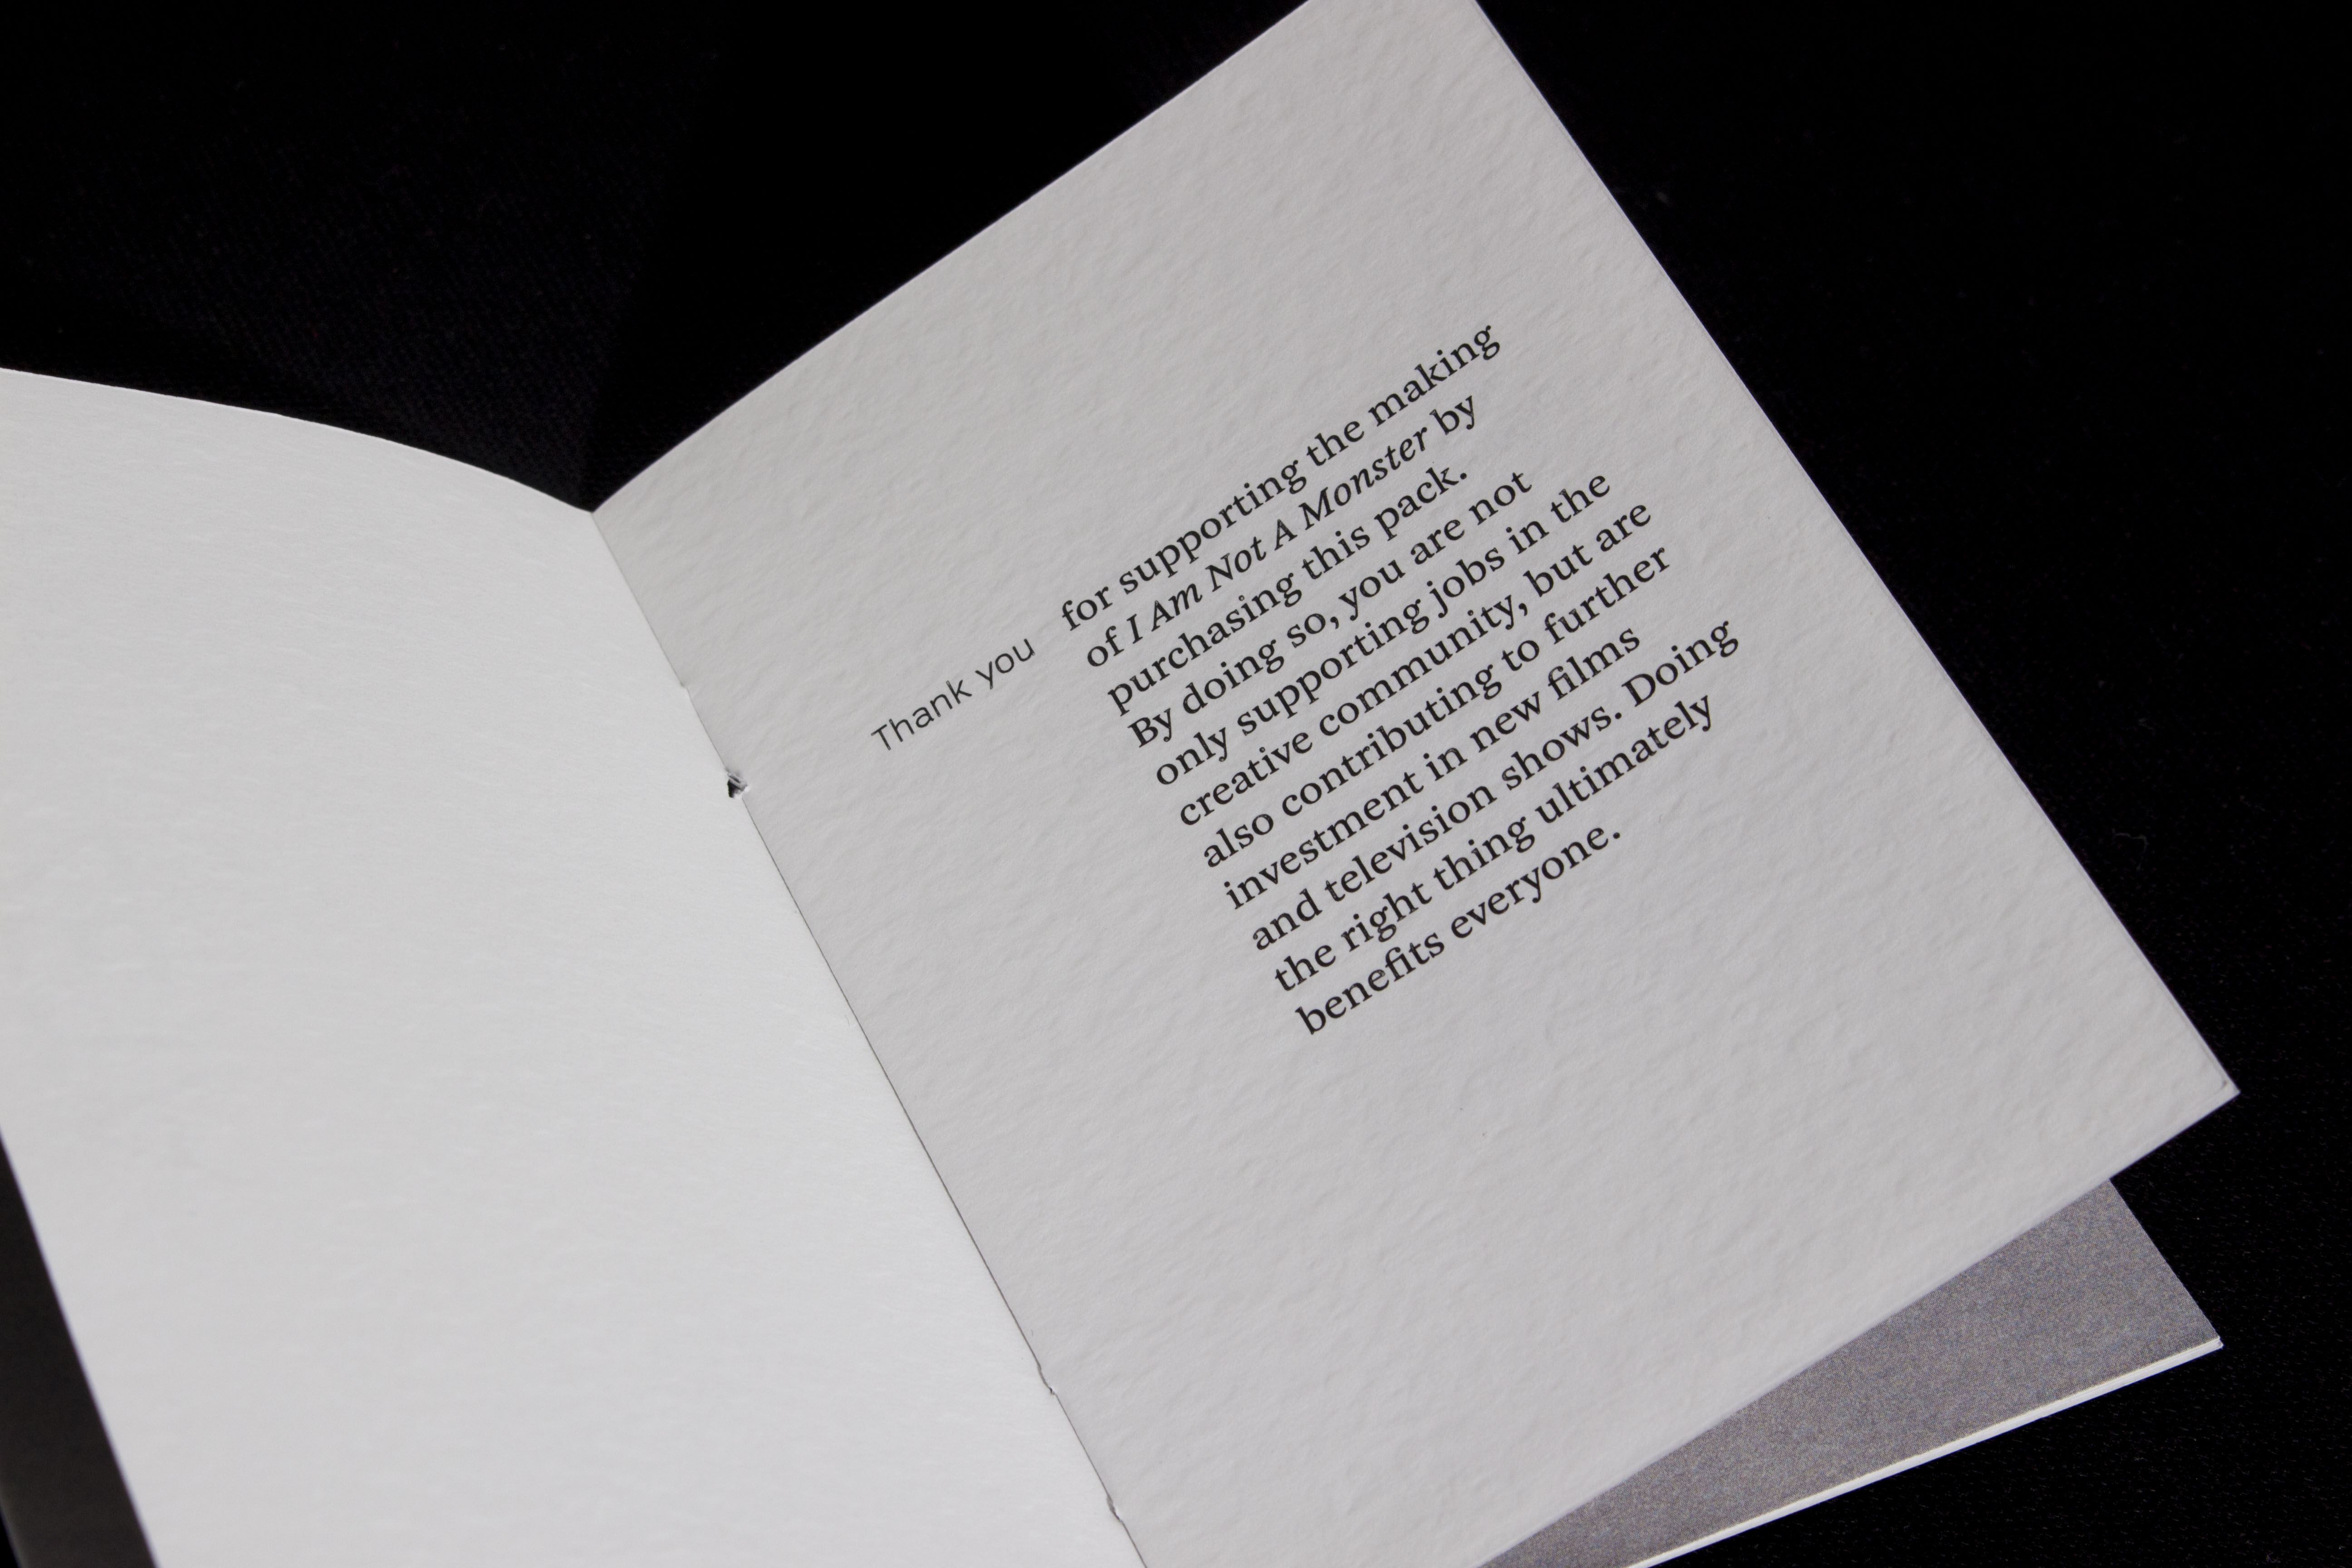 Thank you for supporting the making
of I Am Not A Monster by
purchasing this pack.
By doing so, you are not
only supporting jobs in the
creative community, but are
also contributing to further
investment in new films
and television shows. Doing
the right thing ultimately
benefits everyone.